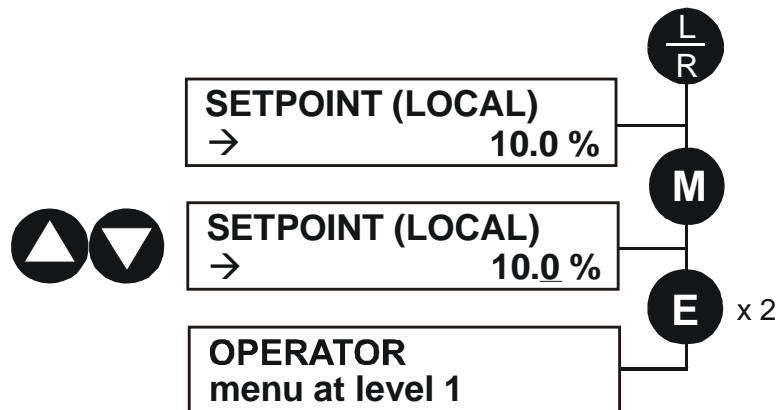 L
R
SETPOINT (LOCAL)
→ 10.0 %
M
SETPOINT (LOCAL)
→ 10.0 %
E x 2
OPERATOR
menu at level 1